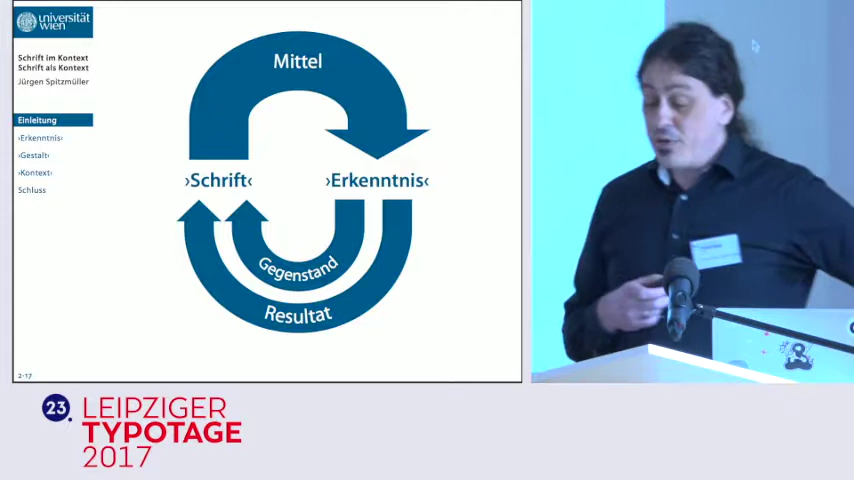 universität
wien
Schrift im Kontext
Schrift als Kontext
Jürgen Spitzmüller
Einleitung
›Erkenntnis‹
›Gestalt‹
›Kontext‹
Schluss
Mittel
›Schrift‹
›Erkenntnis‹
Gegenstand
Resultat
2-17
23.
LEIPZIGER
TYPOTAGE
2017